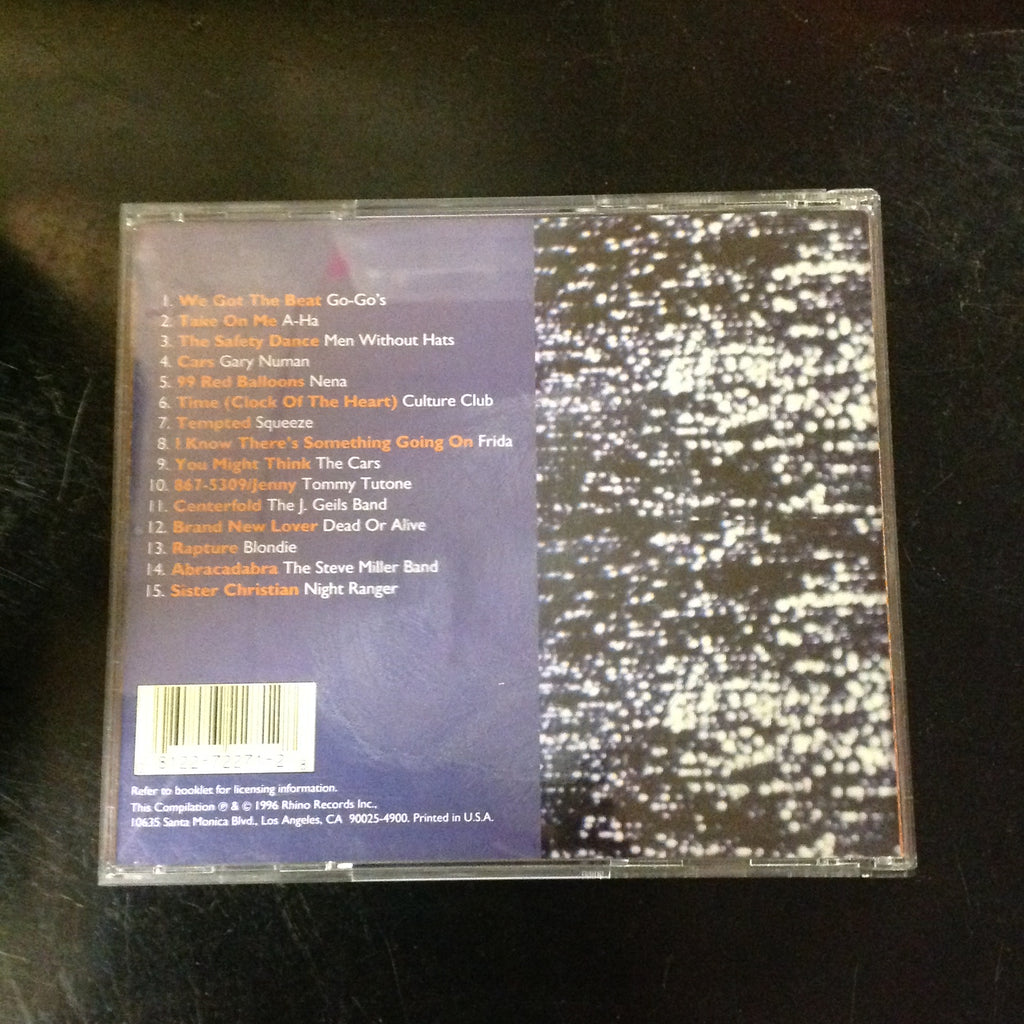 1. We Got The Beat Go-Go's
2. Take On Me A-Ha
3. The Safety Dance Men Without Hats
4. Cars Gary Numan
5. 99 Red Balloons Nena
6. Time (Clock Of The Heart) Culture Club
7. Tempted Squeeze
8. I Know There's Something Going On Frida
9. You Might Think The Cars
10. 867-5309/Jenny Tommy Tutone
11. Centerfold The J. Geils Band
12. Brand New Lover Dead Or Alive
13. Rapture Blondie
14. Abracadabra The Steve Miller Band
15. Sister Christian Night Ranger
8122-72271-2
Refer to booklet for licensing information.
This Compilation ℗ & © 1996 Rhino Records Inc.,
10635 Santa Monica Blvd., Los Angeles, CA 90025-4900. Printed in U.S.A.